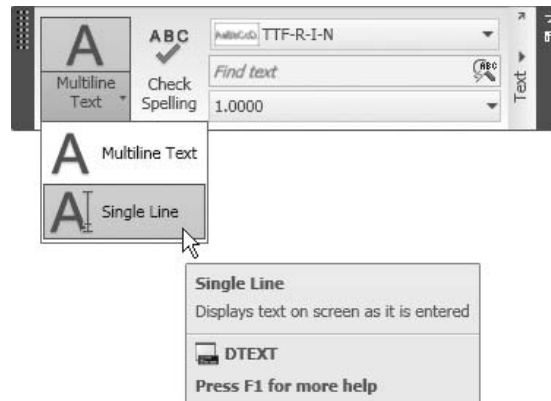 ABC
TTF-R-I-N
Multiline
Text
Check
Spelling
Find text
ABC
1.0000
Text
Multiline Text
Single Line
Single Line
Displays text on screen as it is entered
DTEXT
Press F1 for more help